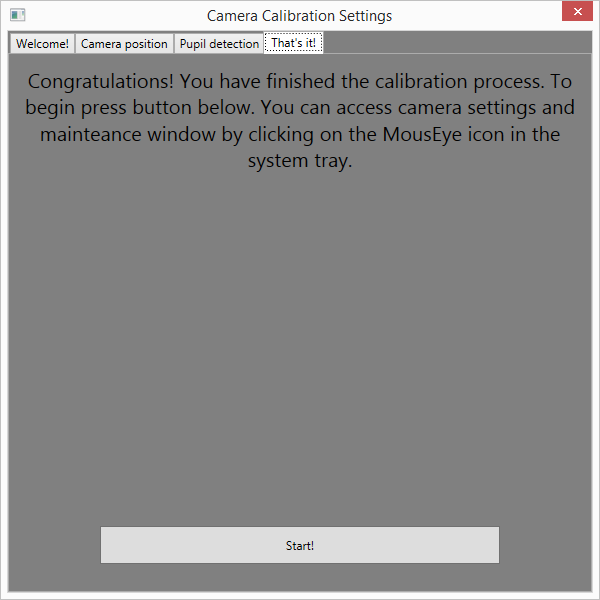 Camera Calibration Settings
Welcome! Camera position Pupil detection That's it!
Congratulations! You have finished the calibration process. To
begin press button below. You can access camera settings and
mainteance window by clicking on the MousEye icon in the
system tray.
Start!